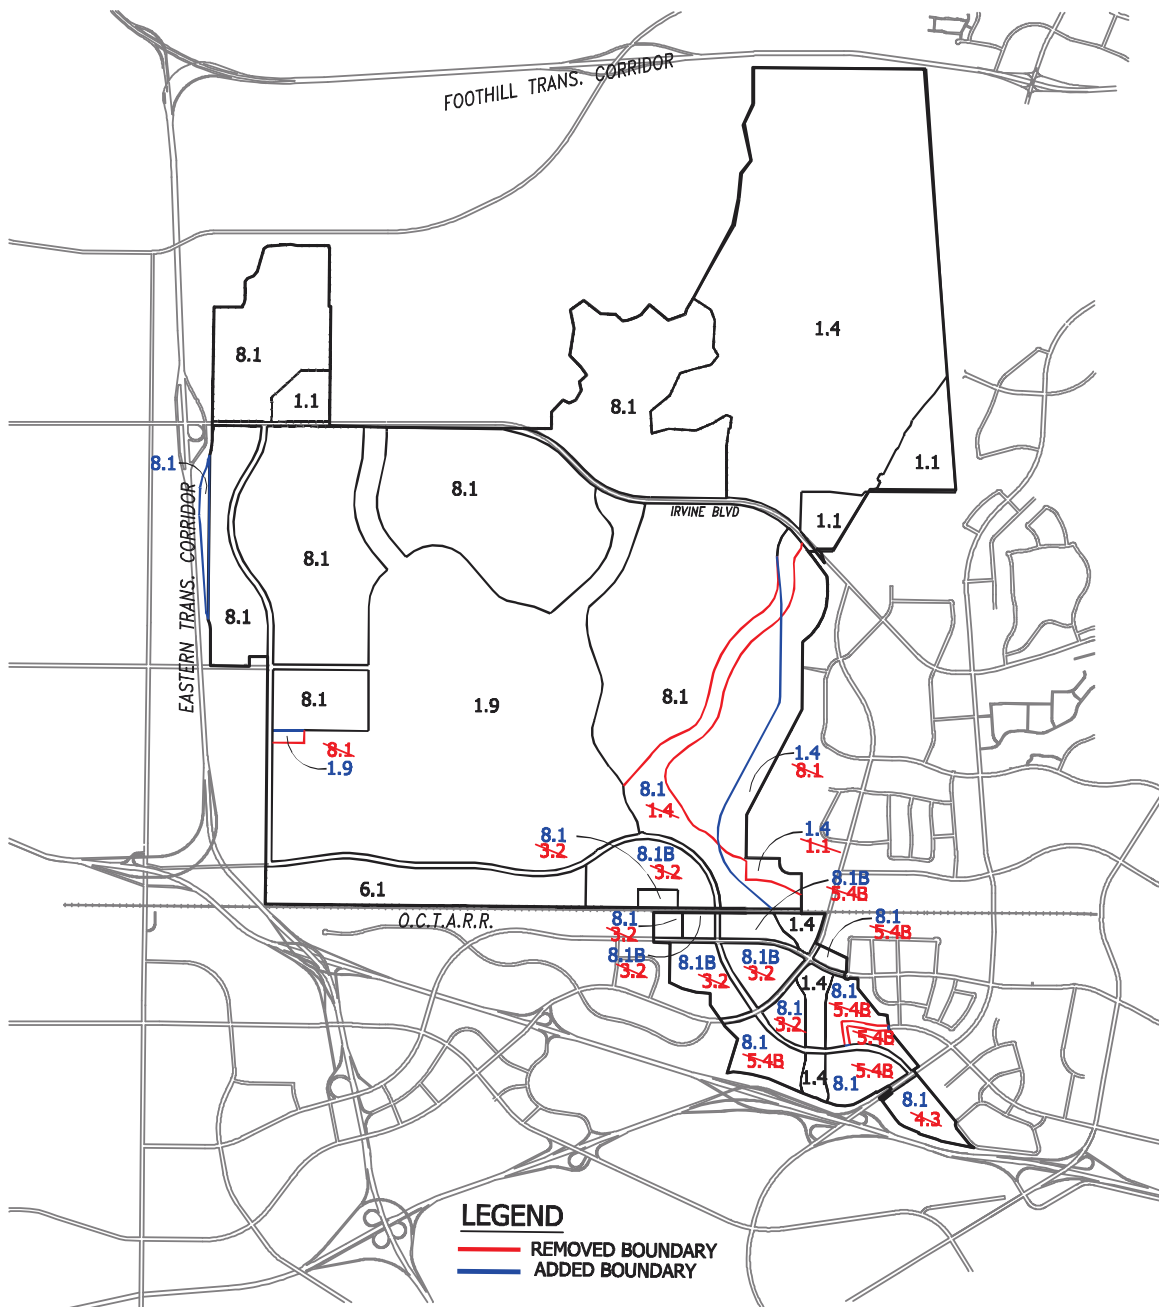 FOOTHILL TRANS. CORRIDOR
1.4
8.1
1.1
8.1
8.1
1.1
8.1
8.1
1.1
IRVINE BLVD
EASTERN TRANS. CORRIDOR
8.1
8.1
8.1
1.9
8.1
8.1
1.9
1.4
8.1
8.1
1.4
1.4
1.1
8.1
3.2
8.1B
3.2
8.1B
5.4B
6.1
O.C.T.A.R.R.
8.1
3.2
1.4
8.1
5.4B
8.1B
3.2
8.1B
3.2
8.1B
3.2
1.4
8.1
5.4B
8.1
3.2
5.4B
8.1
5.4B
1.4
5.4B
8.1
8.1
4.3
LEGEND
REMOVED BOUNDARY
ADDED BOUNDARY